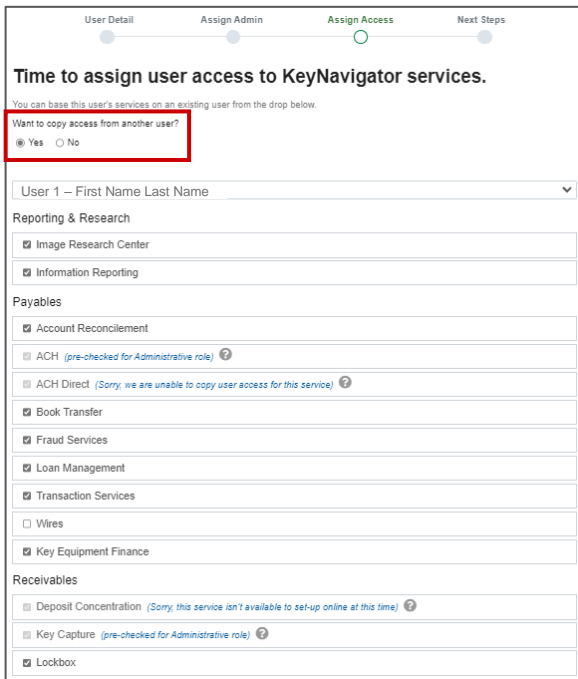 User Detail Assign Admin Assign Access Next Steps
Time to assign user access to KeyNavigator services.
You can base this user's services on an existing user from the drop below.
Want to copy access from another user?
Yes No
User 1 – First Name Last Name
Reporting & Research
Image Research Center
Information Reporting
Payables
Account Reconcilement
ACH (pre-checked for Administrative role) ?
ACH Direct (Sorry, we are unable to copy user access for this service) ?
Book Transfer
Fraud Services
Loan Management
Transaction Services
Wires
Key Equipment Finance
Receivables
Deposit Concentration (Sorry, this service isn't available to set-up online at this time) ?
Key Capture (pre-checked for Administrative role) ?
Lockbox